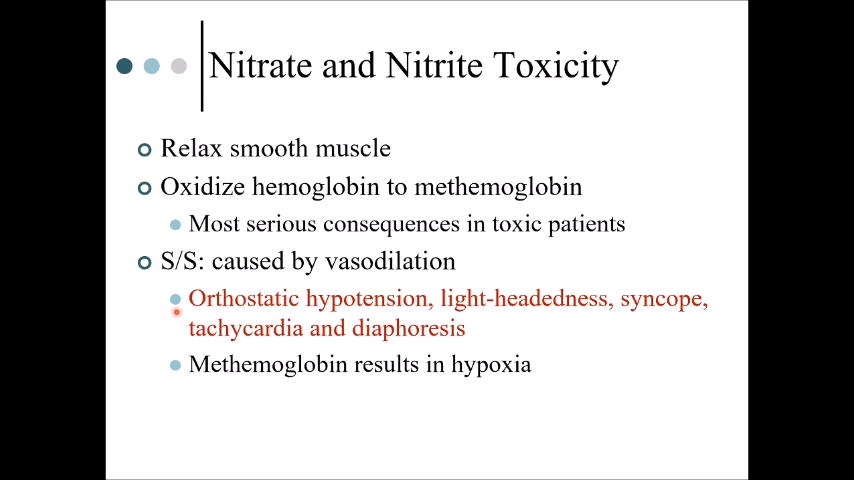 Nitrate and Nitrite Toxicity
Relax smooth muscle
Oxidize hemoglobin to methemoglobin
Most serious consequences in toxic patients
S/S: caused by vasodilation
Orthostatic hypotension, light-headedness, syncope,
tachycardia and diaphoresis
Methemoglobin results in hypoxia